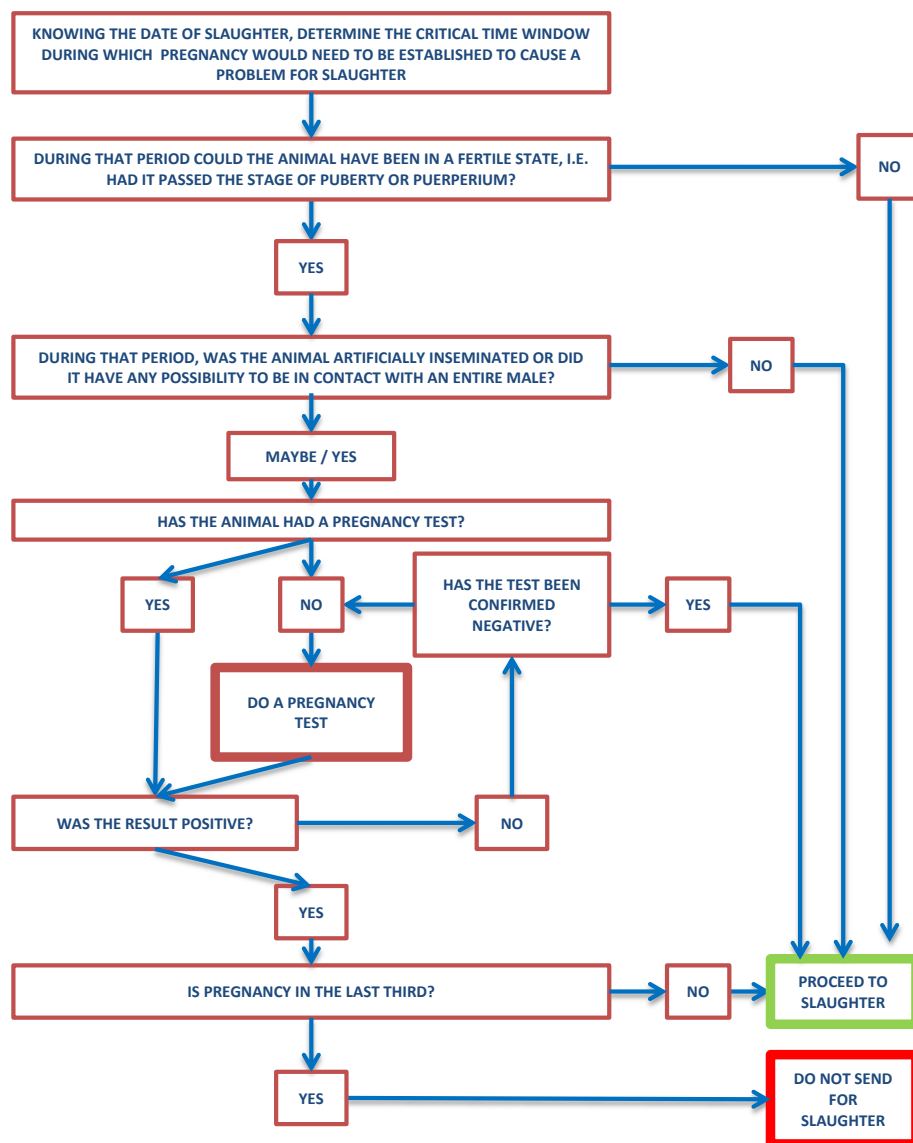 KNOWING THE DATE OF SLAUGHTER, DETERMINE THE CRITICAL TIME WINDOW
DURING WHICH PREGNANCY WOULD NEED TO BE ESTABLISHED TO CAUSE A
PROBLEM FOR SLAUGHTER
DURING THAT PERIOD COULD THE ANIMAL HAVE BEEN IN A FERTILE STATE, I.E.
HAD IT PASSED THE STAGE OF PUBERTY OR PUERPERIUM?
NO
YES
DURING THAT PERIOD, WAS THE ANIMAL ARTIFICIALLY INSEMINATED OR DID
IT HAVE ANY POSSIBILITY TO BE IN CONTACT WITH AN ENTIRE MALE?
NO
MAYBE / YES
HAS THE ANIMAL HAD A PREGNANCY TEST?
YES
NO
HAS THE TEST BEEN
CONFIRMED
NEGATIVE?
YES
DO A PREGNANCY
TEST
WAS THE RESULT POSITIVE?
NO
YES
IS PREGNANCY IN THE LAST THIRD?
NO
PROCEED TO
SLAUGHTER
YES
DO NOT SEND
FOR
SLAUGHTER